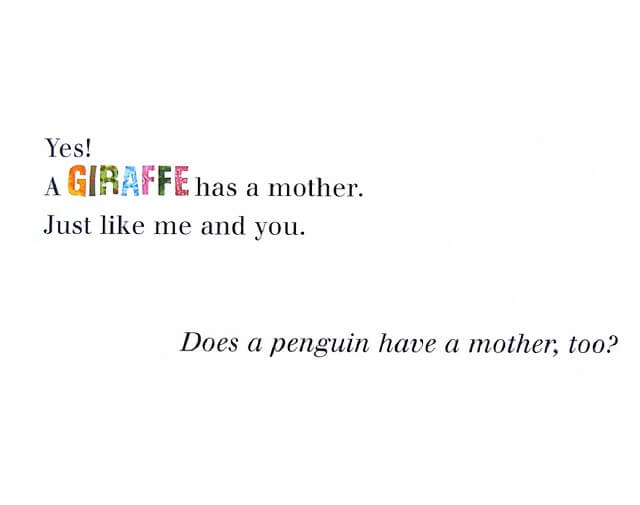 Yes!
A GIRAFFE has a mother.
Just like me and you.
Does a penguin have a mother, too?